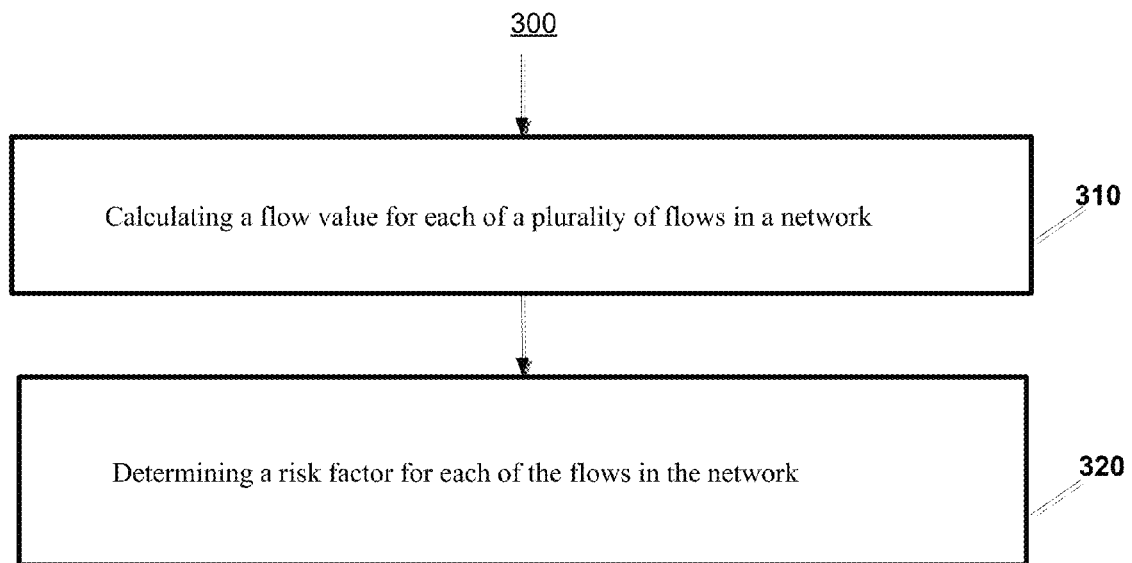 300
Calculating a flow value for each of a plurality of flows in a network
310
Determining a risk factor for each of the flows in the network
320